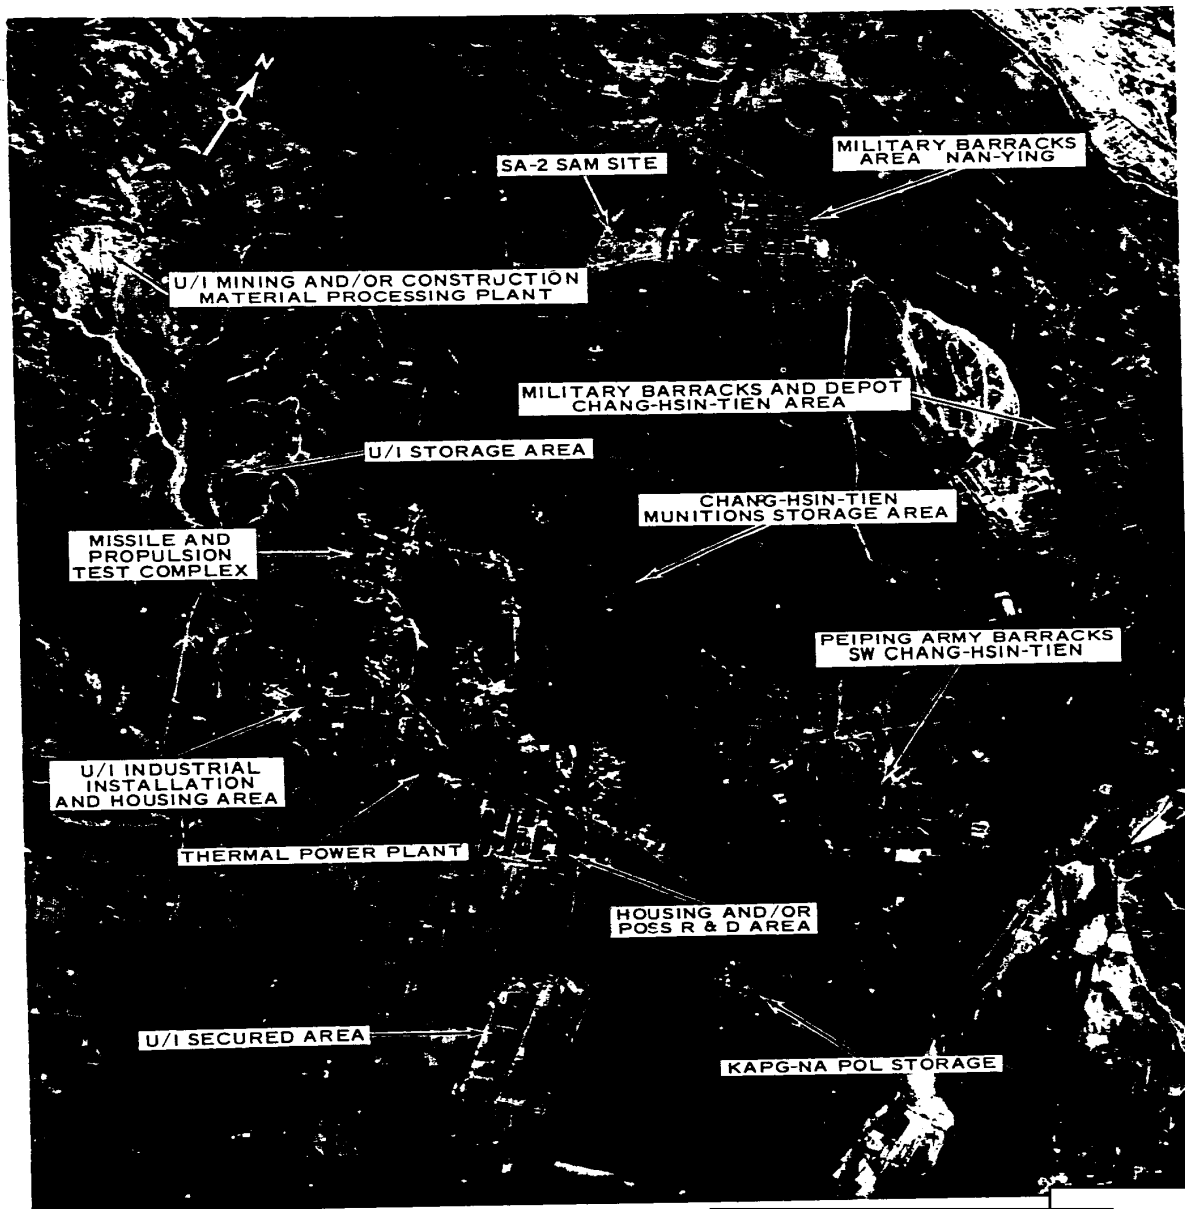 N
SA-2 SAM SITE
MILITARY BARRACKS
AREA NAN-YING
U/I MINING AND/OR CONSTRUCTION
MATERIAL PROCESSING PLANT
MILITARY BARRACKS AND DEPOT
CHANG-HSIN-TIEN AREA
U/I STORAGE AREA
CHANG-HSIN-TIEN
MUNITIONS STORAGE AREA
MISSILE AND
PROPULSION
TEST COMPLEX
PEIPING ARMY BARRACKS
SW CHANG-HSIN-TIEN
U/I INDUSTRIAL
INSTALLATION
AND HOUSING AREA
THERMAL POWER PLANT
HOUSING AND/OR
POSS R & D AREA
U/I SECURED AREA
KAPG-NA POL STORAGE